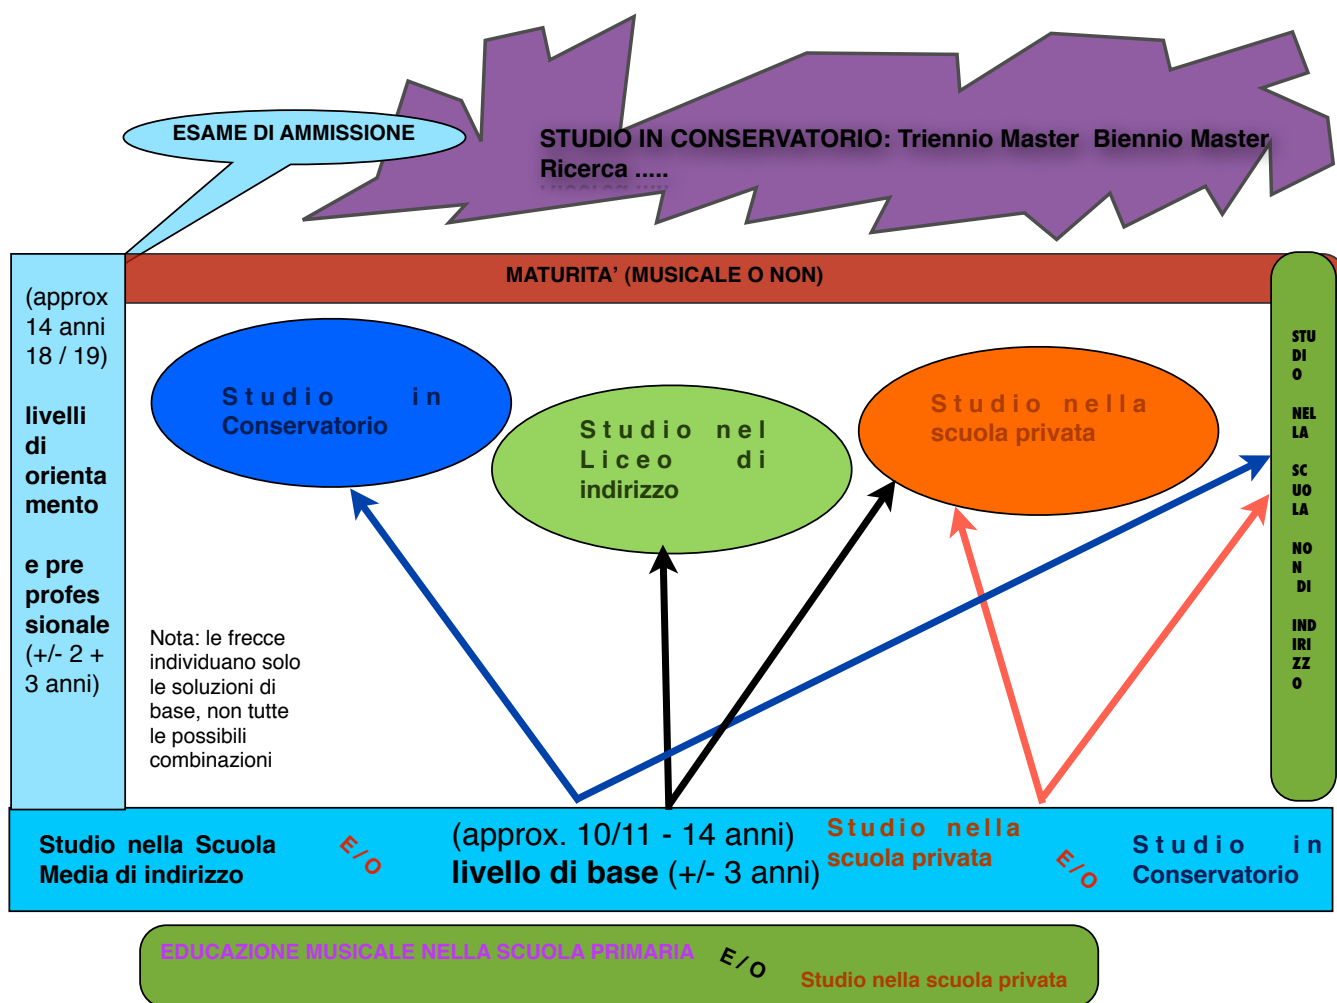 ESAME DI AMMISSIONE
STUDIO IN CONSERVATORIO: Triennio Master Biennio Master
Ricerca .....
MATURITA’ (MUSICALE O NON)
(approx
14 anni
18 / 19)
livelli
di
orienta
mento
e pre
profes
sionale
(+/- 2 +
3 anni)
Studio in
Conservatorio
Studio nel
Liceo di
indirizzo
Studio nella
scuola privata
STU
DI
O
NEL
LA
SC
UO
LA
NO
N
DI
IND
IRI
ZZ
O
Nota: le frecce
individuano solo
le soluzioni di
base, non tutte
le possibili
combinazioni
Studio nella Scuola
Media di indirizzo
E/O
(approx. 10/11 - 14 anni)
livello di base (+/- 3 anni)
Studio nella
scuola privata
E/O
Studio in
Conservatorio
EDUCAZIONE MUSICALE NELLA SCUOLA PRIMARIA
E/O
Studio nella scuola privata